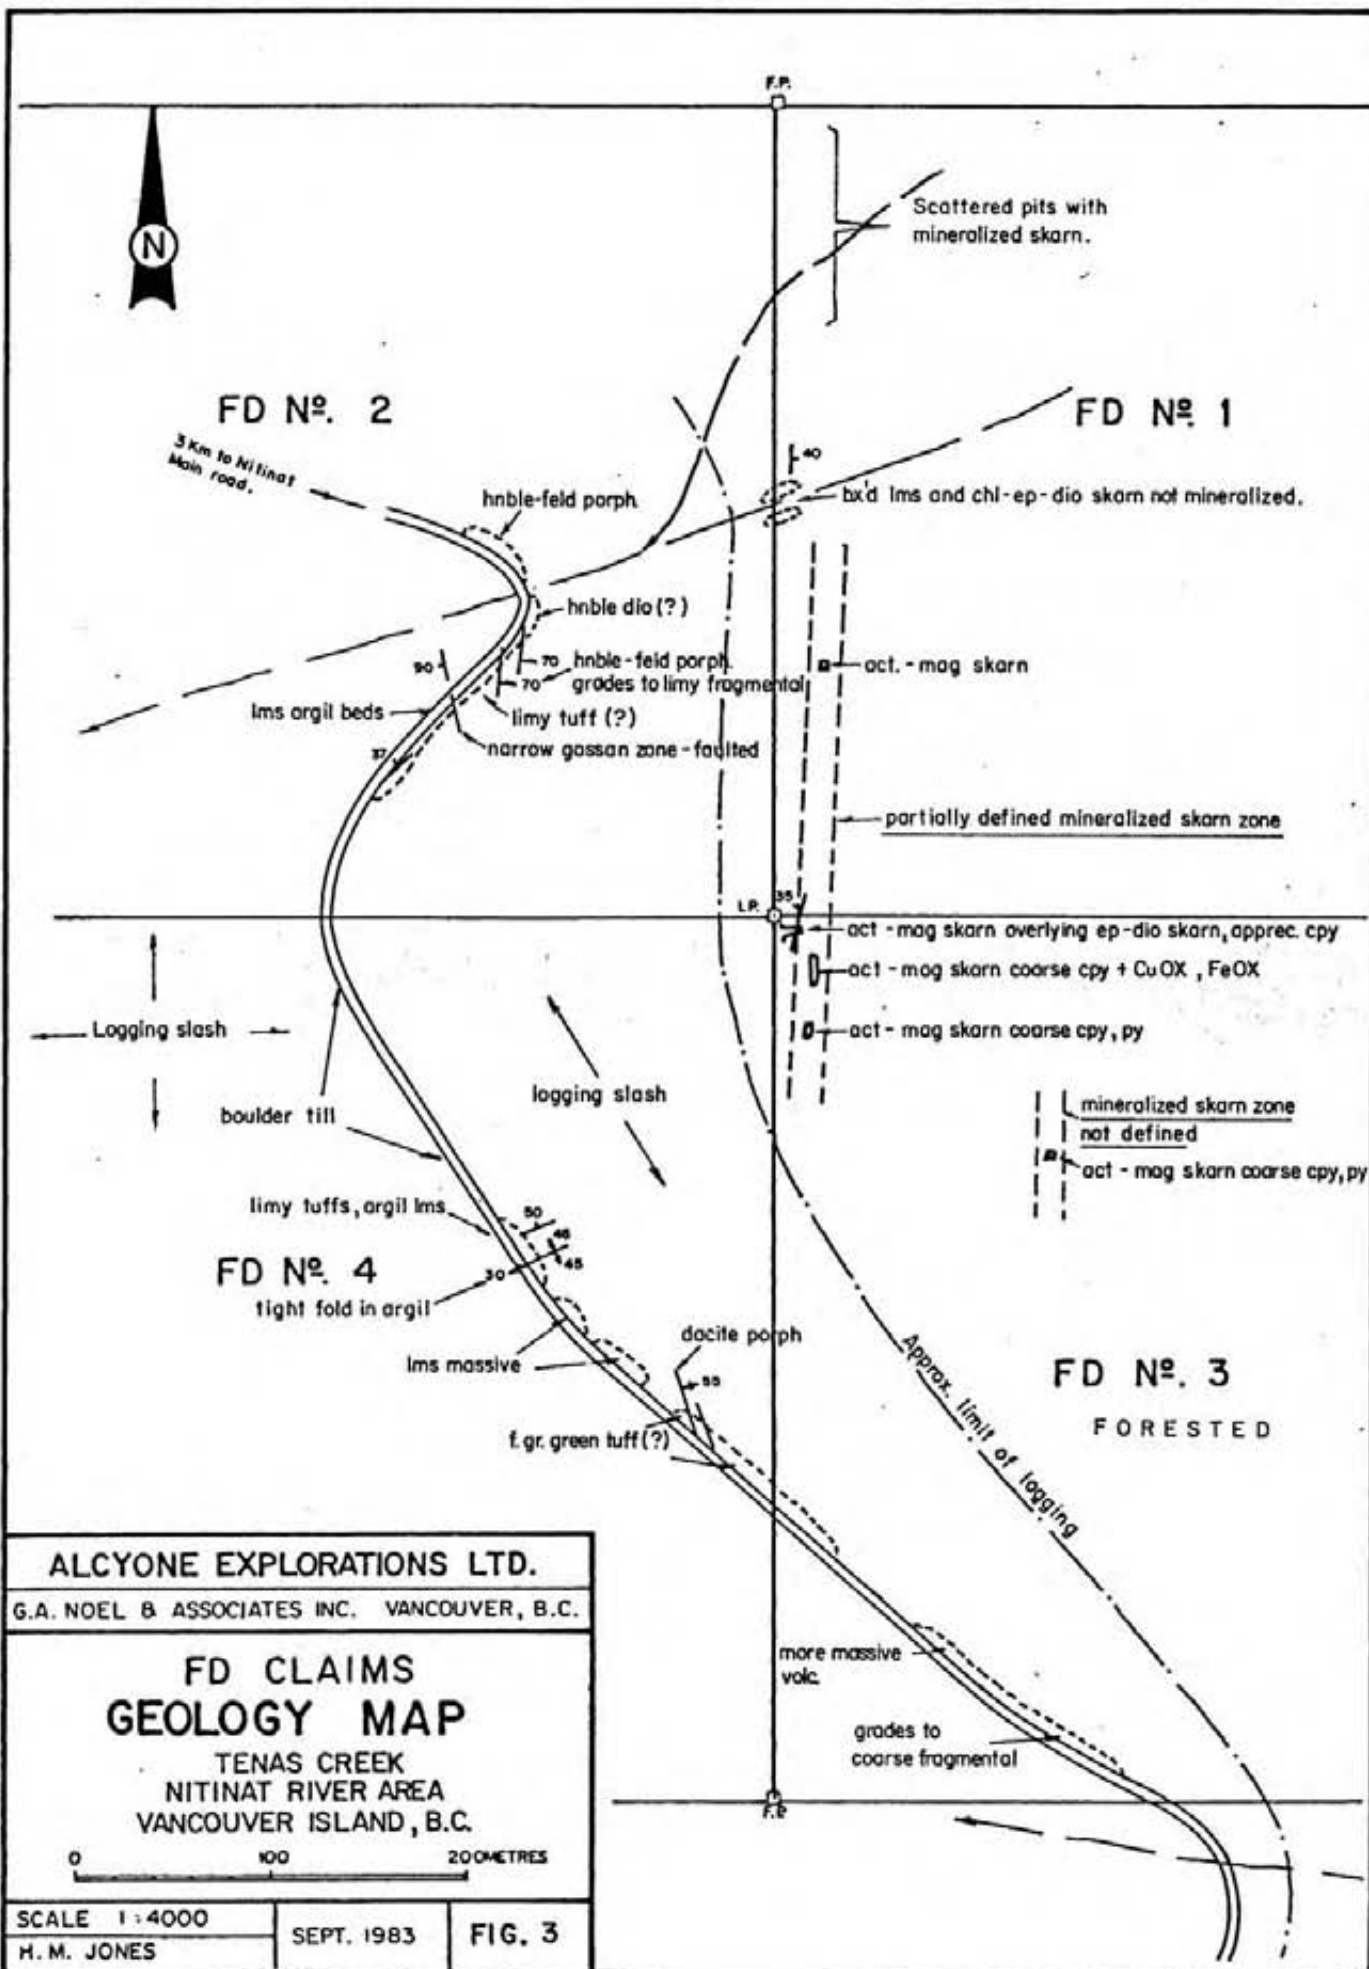 F.P.
Scattered pits with
mineralized skarn.
N
FD Nº. 2
FD Nº. 1
3 Km to Nitinat
Main road.
40
hnble-feld porph.
bx'd lms and chl-ep-dio skarn not mineralized.
hnble dio (?)
90
70
hnble-feld porph.
act.-mag skarn
70
grades to limy fragmental
lms argil beds
limy tuff (?)
37
narrow gossan zone-faulted
partially defined mineralized skarn zone
35
L.P.
act-mag skarn overlying ep-dio skarn, apprec. cpy
act-mag skarn coarse cpy + CuOX, FeOX
Logging slash
act-mag skarn coarse cpy, py
logging slash
boulder till
mineralized skarn zone
not defined
act-mag skarn coarse cpy, py
limy tuffs, argil lms
50
45
FD Nº. 4
30
tight fold in argil
dacite porph
lms massive
55
FD Nº. 3
FORESTED
Approx. limit of logging
f. gr. green tuff (?)
more massive
volc.
grades to
coarse fragmental
F.P.
ALCYONE EXPLORATIONS LTD.
G.A. NOEL & ASSOCIATES INC. VANCOUVER, B.C.
FD CLAIMS
GEOLOGY MAP
TENAS CREEK
NITINAT RIVER AREA
VANCOUVER ISLAND, B.C.
0 100 200METRES
SCALE 1:4000
H. M. JONES
SEPT. 1983
FIG. 3